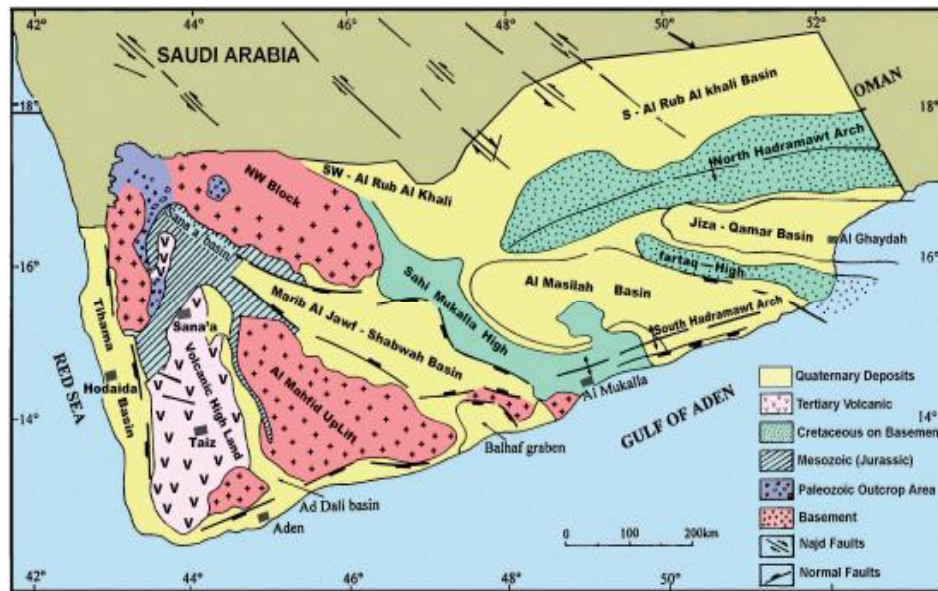 42° 44° 46° 48° 50° 52°
SAUDI ARABIA
OMAN
18° 18°
S - Al Rub Al khali Basin
North Hadramawt Arch
NW Block
SW - Al Rub Al Khali
Sana'a basin
Jiza - Qamar Basin
Al Ghaydah
16° 16°
fartaq - High
Sahi Mukalla High
Al Masilah Basin
Tihama Basin
Marib Al Jawf - Shabwah Basin
South Hadramawt Arch
Sana'a
RED SEA
Hodaida
Volcanic High Land
Al Mahfid UpLift
Al Mukalla
14° 14°
Taiz
GULF OF ADEN
Balhaf graben
Ad Dali basin
Aden
0 100 200km
Quaternary Deposits
Tertiary Volcanic
Cretaceous on Basement
Mesozoic (Jurassic)
Paleozoic Outcrop Area
Basement
Najd Faults
Normal Faults
42° 44° 46° 48° 50°